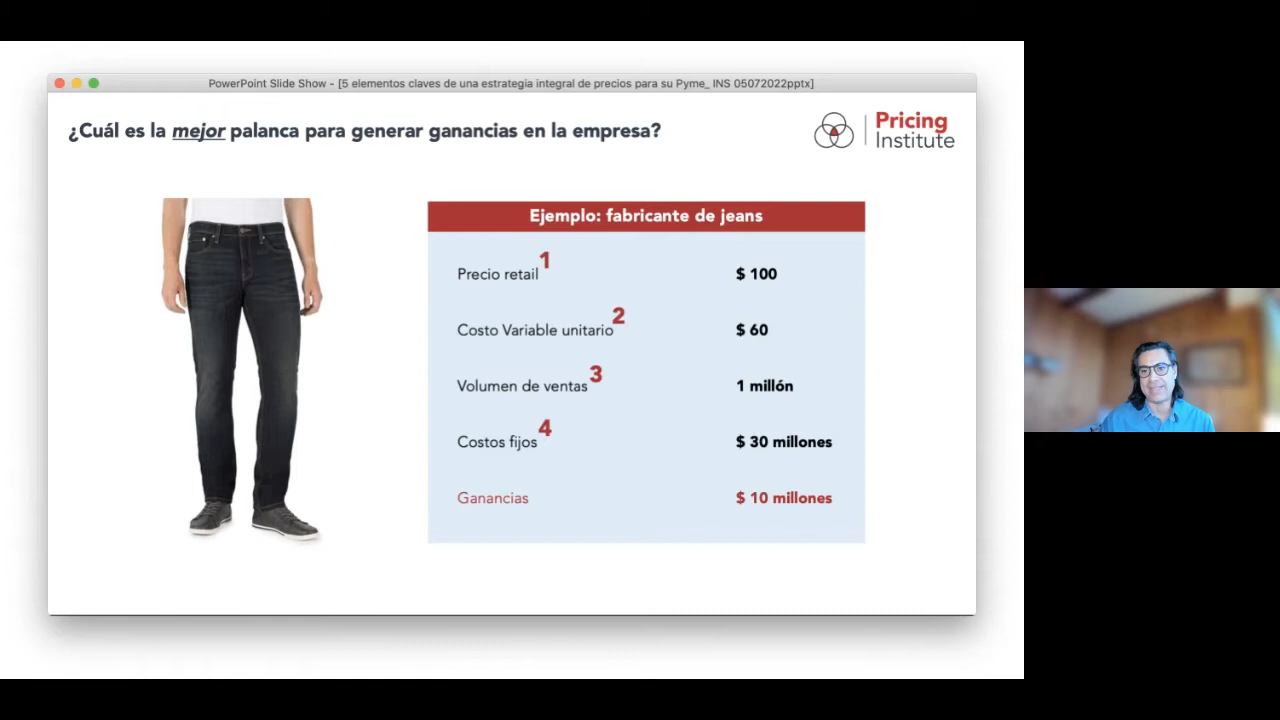 PowerPoint Slide Show - [5 elementos claves de una estrategia integral de precios para su Pyme_ INS 05072022pptx]
¿Cuál es la mejor palanca para generar ganancias en la empresa?
Pricing
Institute
Ejemplo: fabricante de jeans
Precio retail 1 $ 100
Costo Variable unitario 2 $ 60
Volumen de ventas 3 1 millón
Costos fijos 4 $ 30 millones
Ganancias $ 10 millones